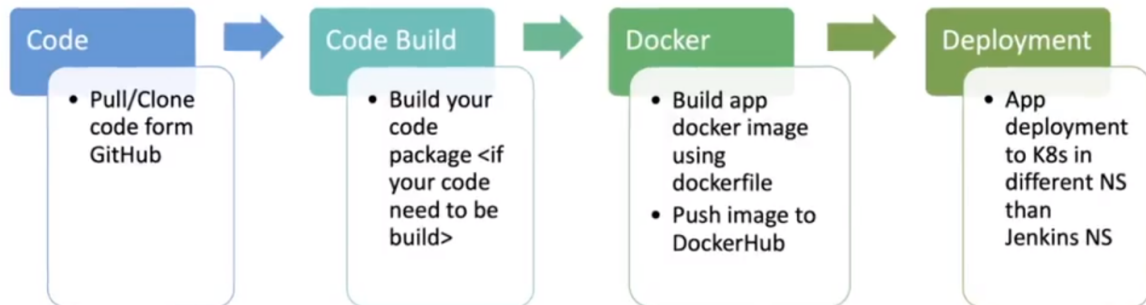 Code
• Pull/Clone
code form
GitHub
Code Build
• Build your
code
package <if
your code
need to be
build>
Docker
• Build app
docker image
using
dockerfile
• Push image to
DockerHub
Deployment
• App
deployment
to K8s in
different NS
than
Jenkins NS